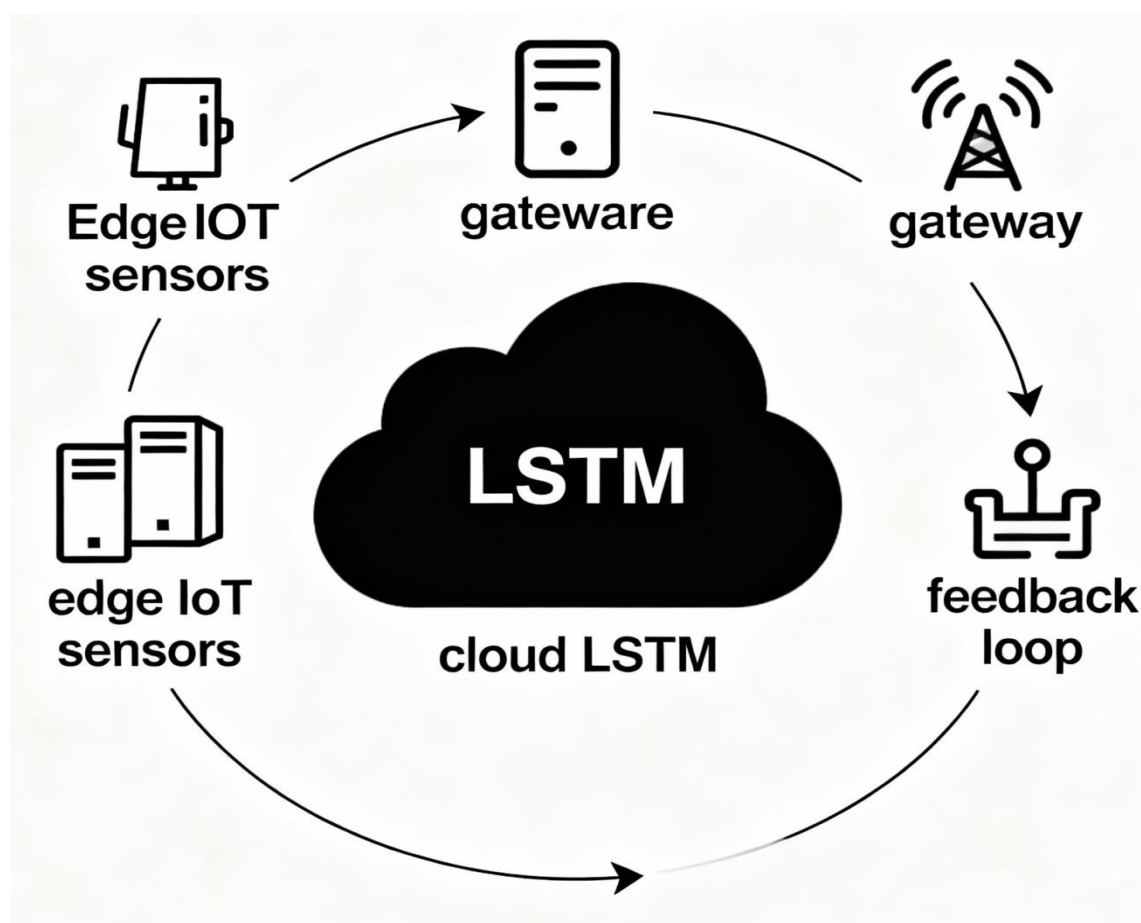 Edge IOT
sensors
gateware
gateway
LSTM
edge IoT
sensors
cloud LSTM
feedback
loop